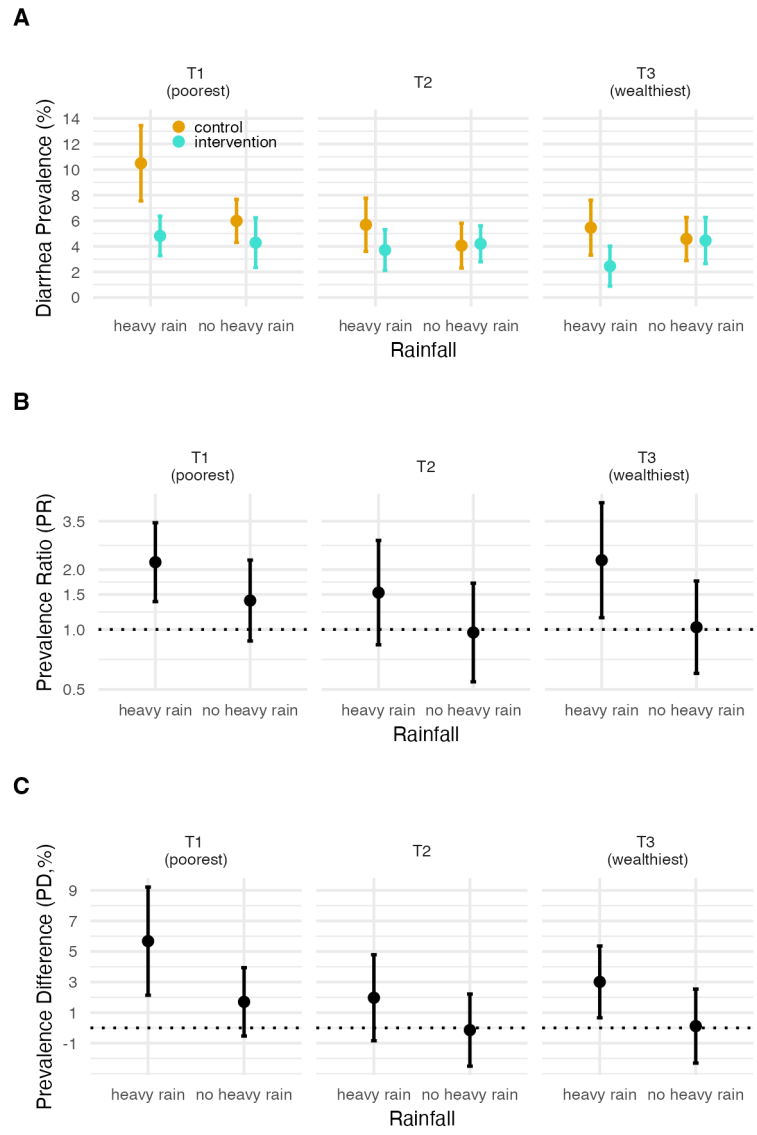 A
T1
(poorest)
T2
T3
(wealthiest)
Diarrhea Prevalence (%)
14
12
10
8
6
4
2
0
control
intervention
heavy rain
no heavy rain
heavy rain
no heavy rain
heavy rain
no heavy rain
Rainfall
B
T1
(poorest)
T2
T3
(wealthiest)
Prevalence Ratio (PR)
3.5
2.0
1.5
1.0
0.5
heavy rain
no heavy rain
heavy rain
no heavy rain
heavy rain
no heavy rain
Rainfall
C
T1
(poorest)
T2
T3
(wealthiest)
Prevalence Difference (PD,%)
9
7
5
3
1
-1
heavy rain
no heavy rain
heavy rain
no heavy rain
heavy rain
no heavy rain
Rainfall